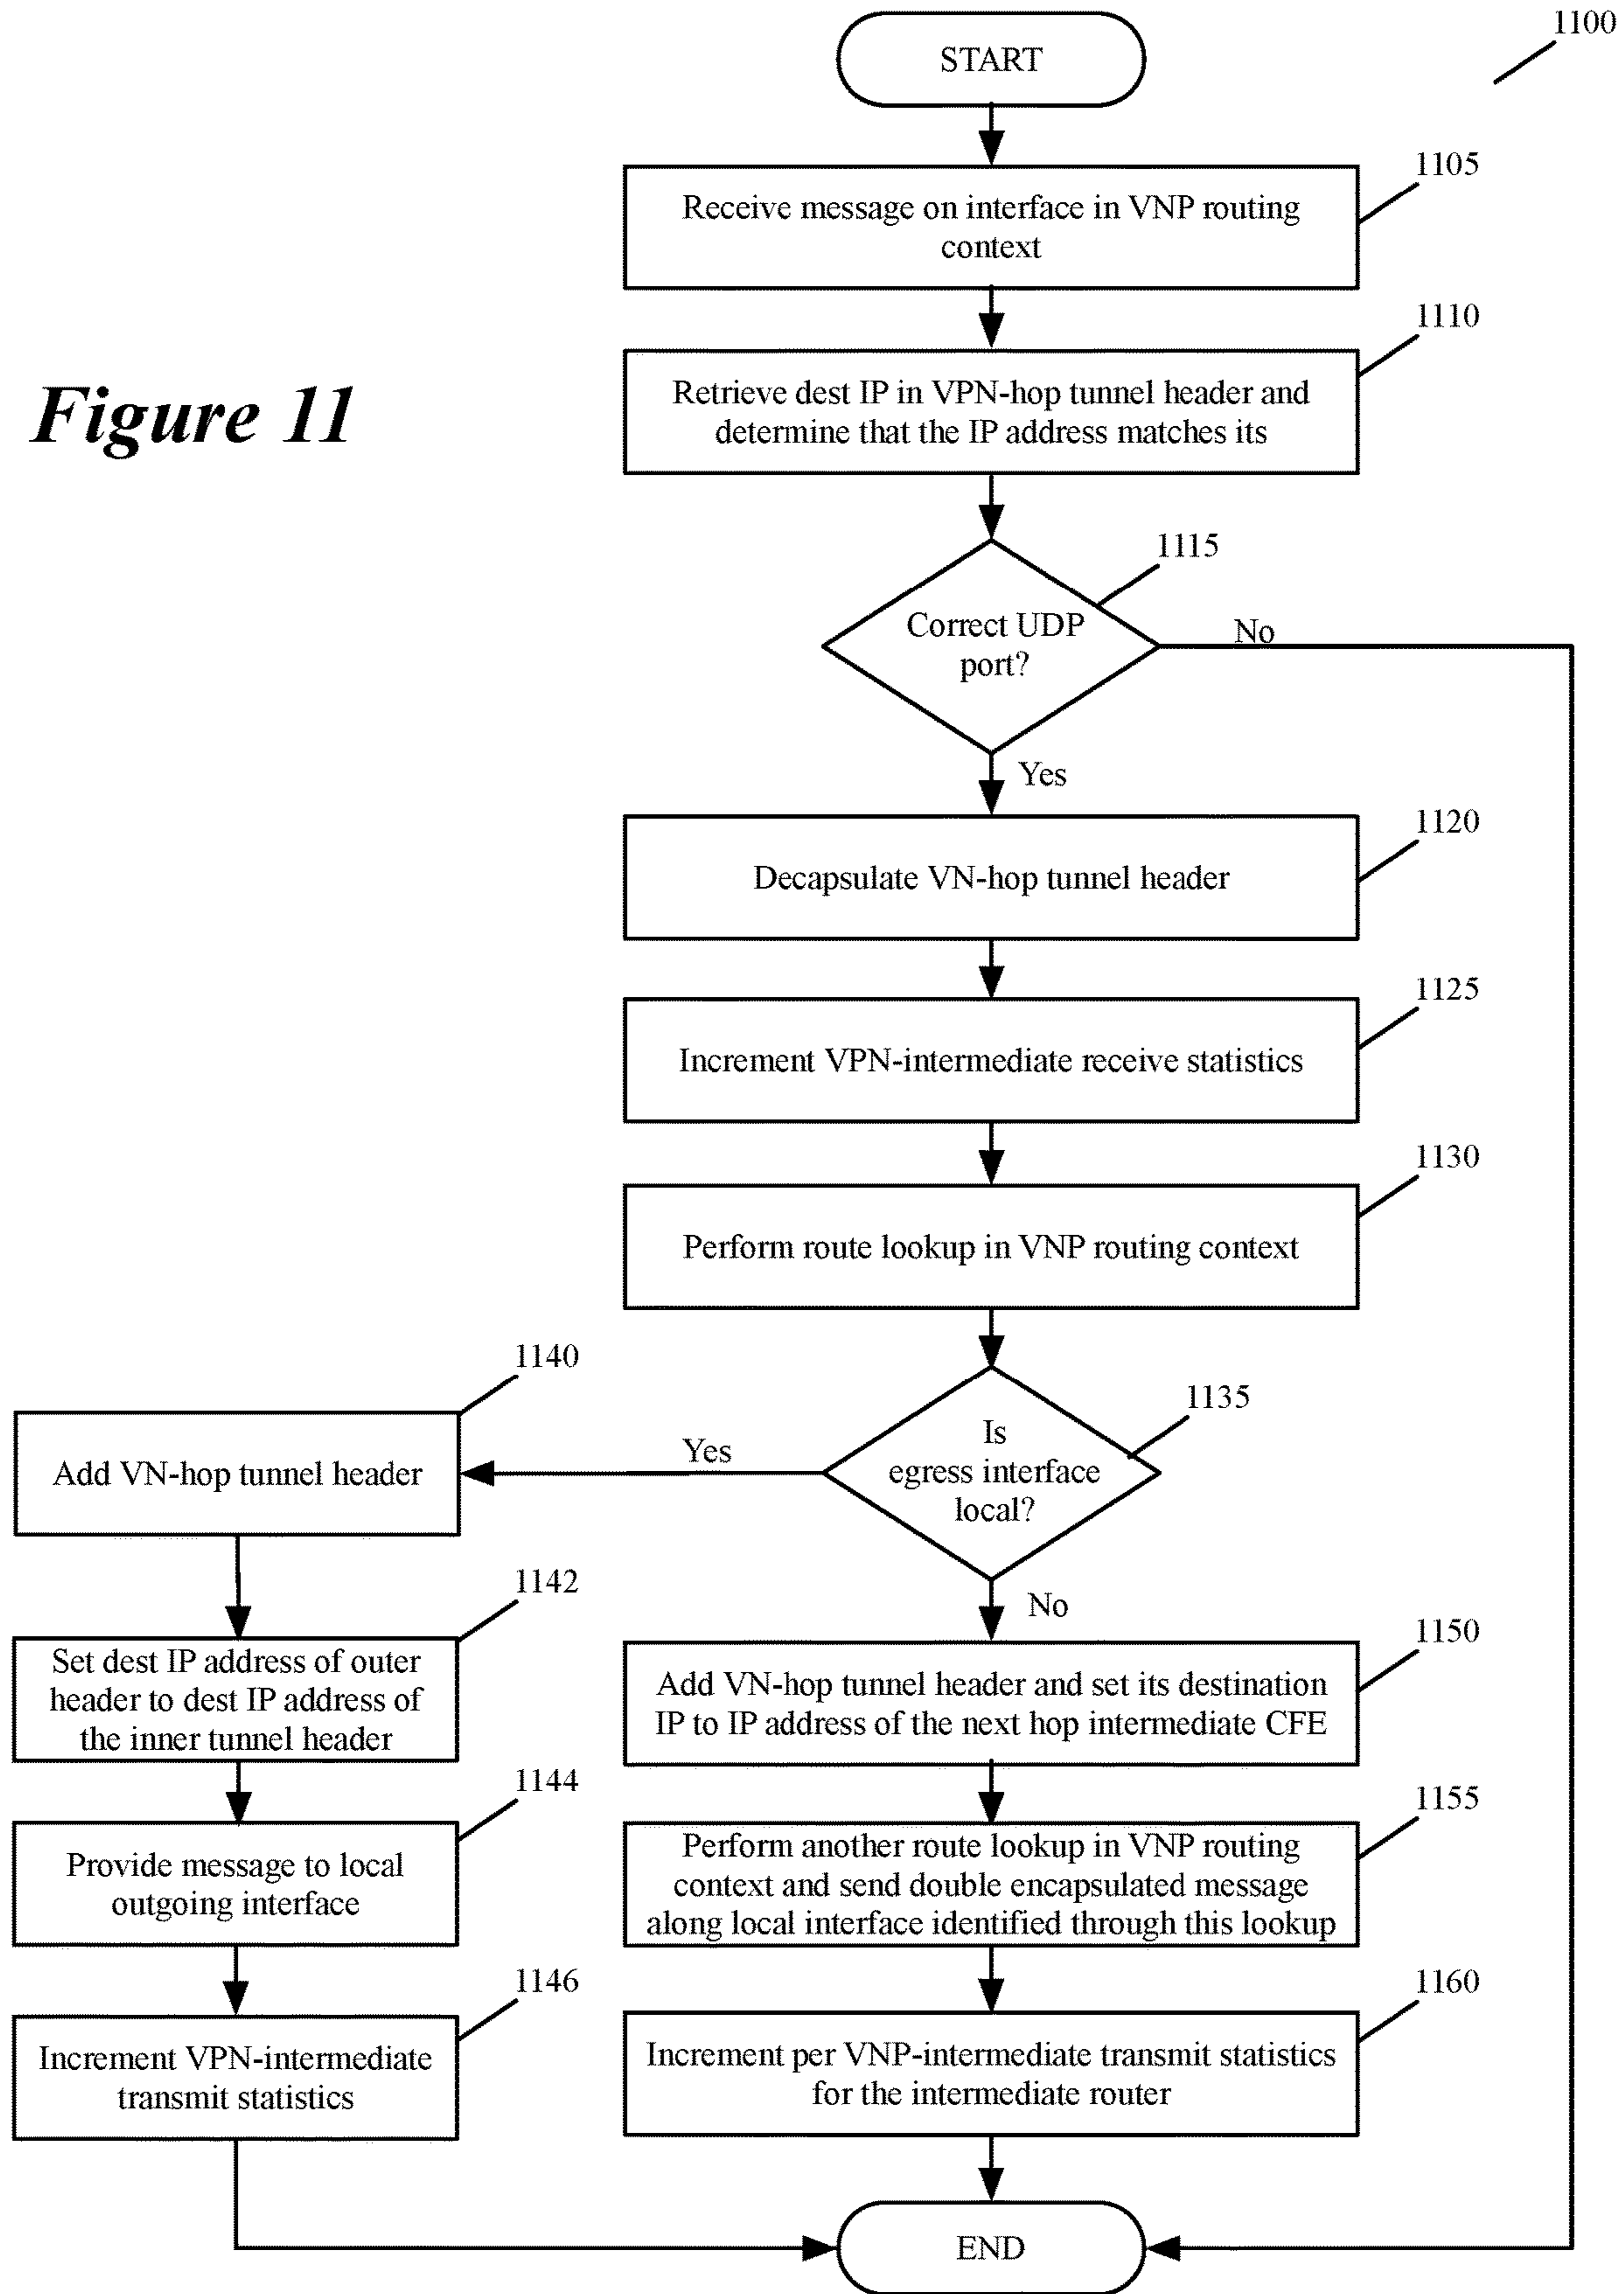 1100
START
1105
Receive message on interface in VNP routing
context
1110
Retrieve dest IP in VPN-hop tunnel header and
determine that the IP address matches its
Figure 11
1115
Correct UDP
port?
No
Yes
1120
Decapsulate VN-hop tunnel header
1125
Increment VPN-intermediate receive statistics
1130
Perform route lookup in VNP routing context
1135
Is
egress interface
local?
Yes
1140
Add VN-hop tunnel header
1142
Set dest IP address of outer
header to dest IP address of
the inner tunnel header
1144
Provide message to local
outgoing interface
1146
Increment VPN-intermediate
transmit statistics
No
1150
Add VN-hop tunnel header and set its destination
IP to IP address of the next hop intermediate CFE
1155
Perform another route lookup in VNP routing
context and send double encapsulated message
along local interface identified through this lookup
1160
Increment per VNP-intermediate transmit statistics
for the intermediate router
END